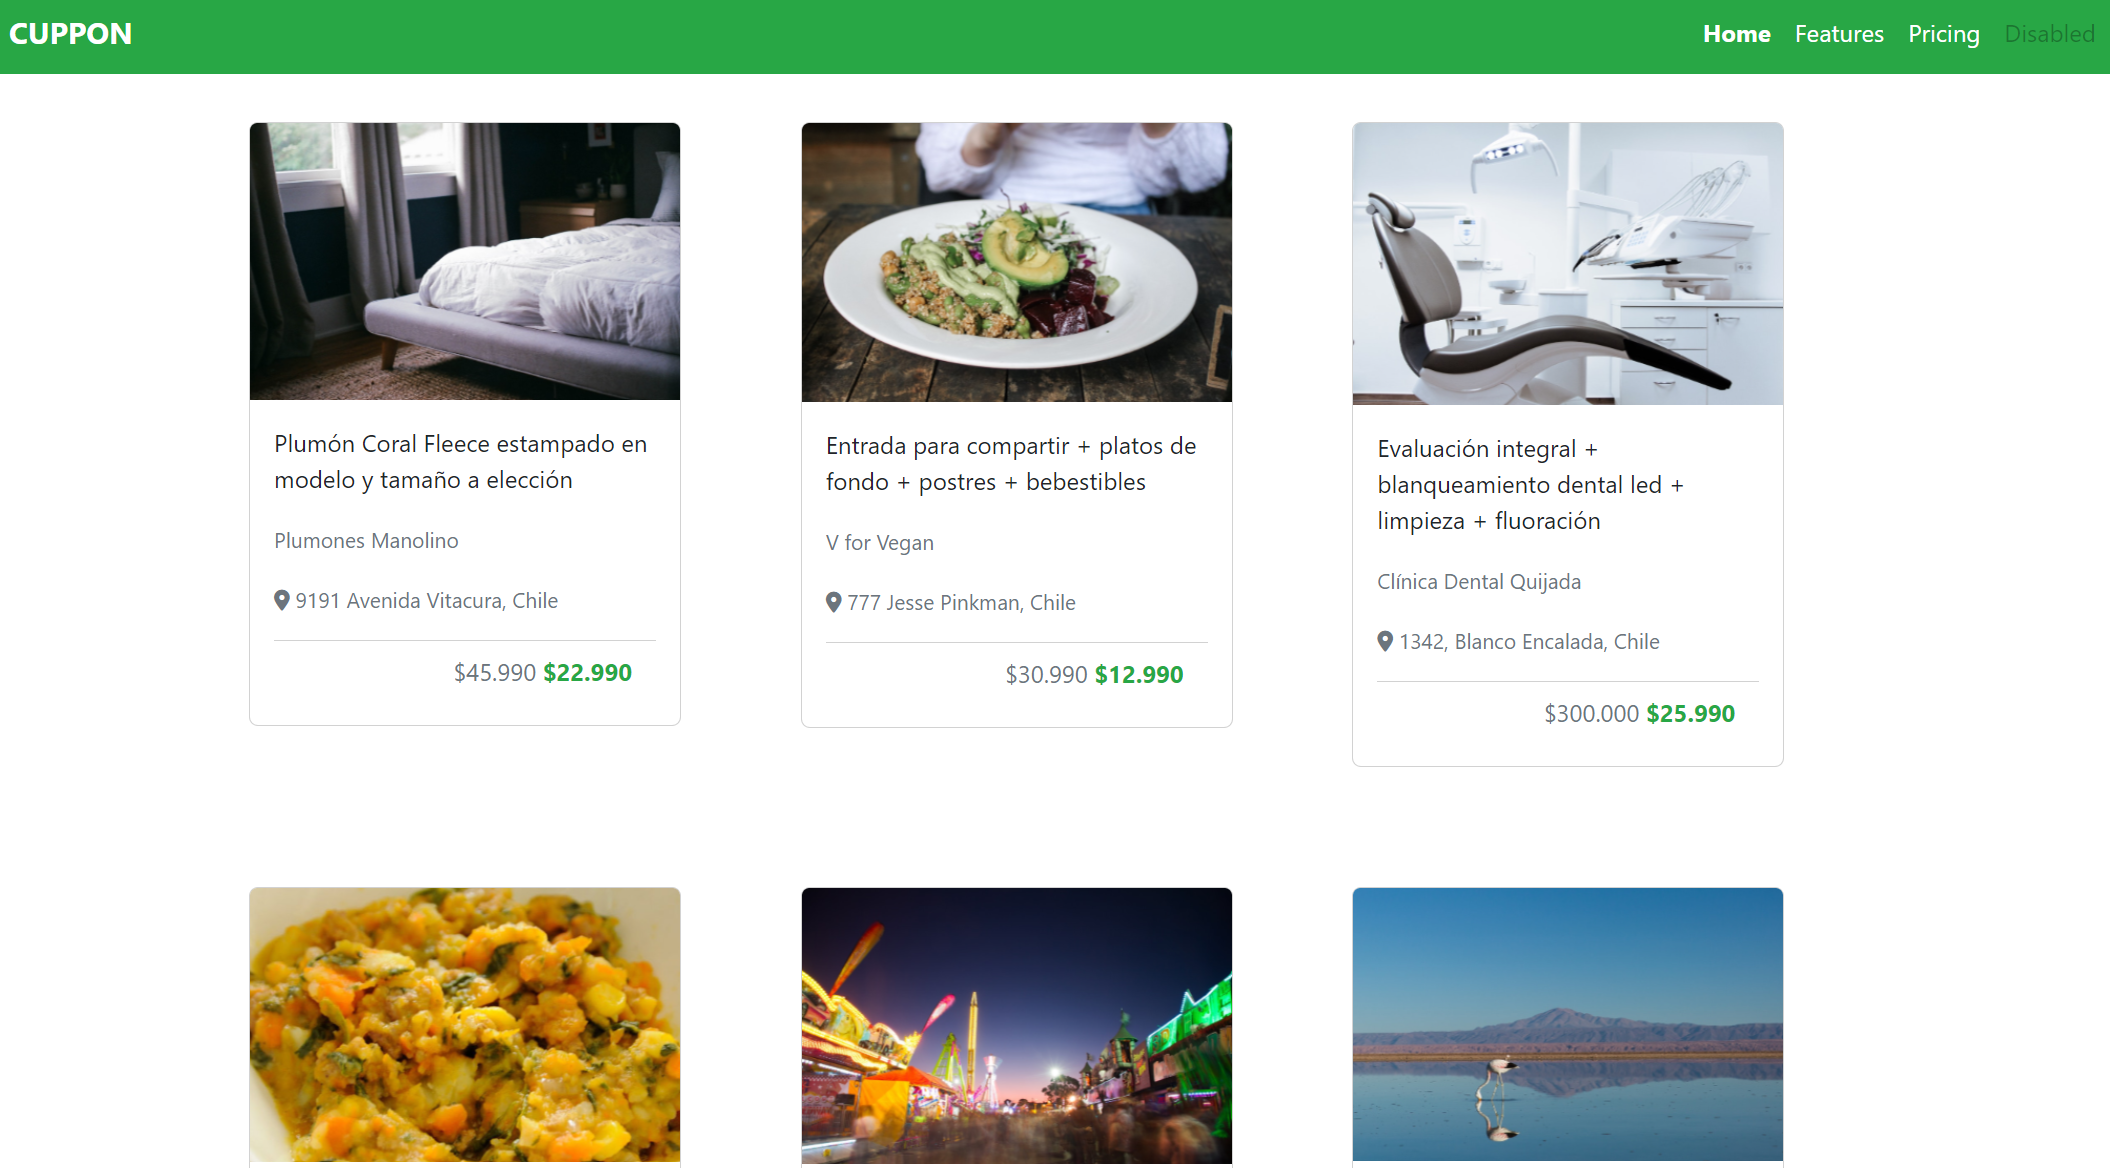 CUPPON
Home Features Pricing Disabled
Plumón Coral Fleece estampado en
modelo y tamaño a elección
Plumones Manolino
9191 Avenida Vitacura, Chile
$45.990 $22.990
Entrada para compartir + platos de
fondo + postres + bebestibles
V for Vegan
777 Jesse Pinkman, Chile
$30.990 $12.990
Evaluación integral +
blanqueamiento dental led +
limpieza + fluoración
Clínica Dental Quijada
1342, Blanco Encalada, Chile
$300.000 $25.990